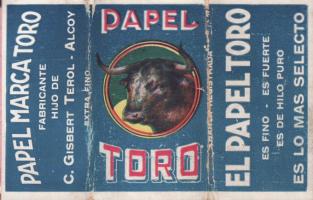 PAPEL MARCA TORO
FABRICANTE
HIJO DE
C. GISBERT TEROL - ALCOY
EXTRA FINO
PAPEL
TORO
EL PAPEL TORO
ES FINO - ES FUERTE
ES DE HILO PURO
ES LO MAS SELECTO